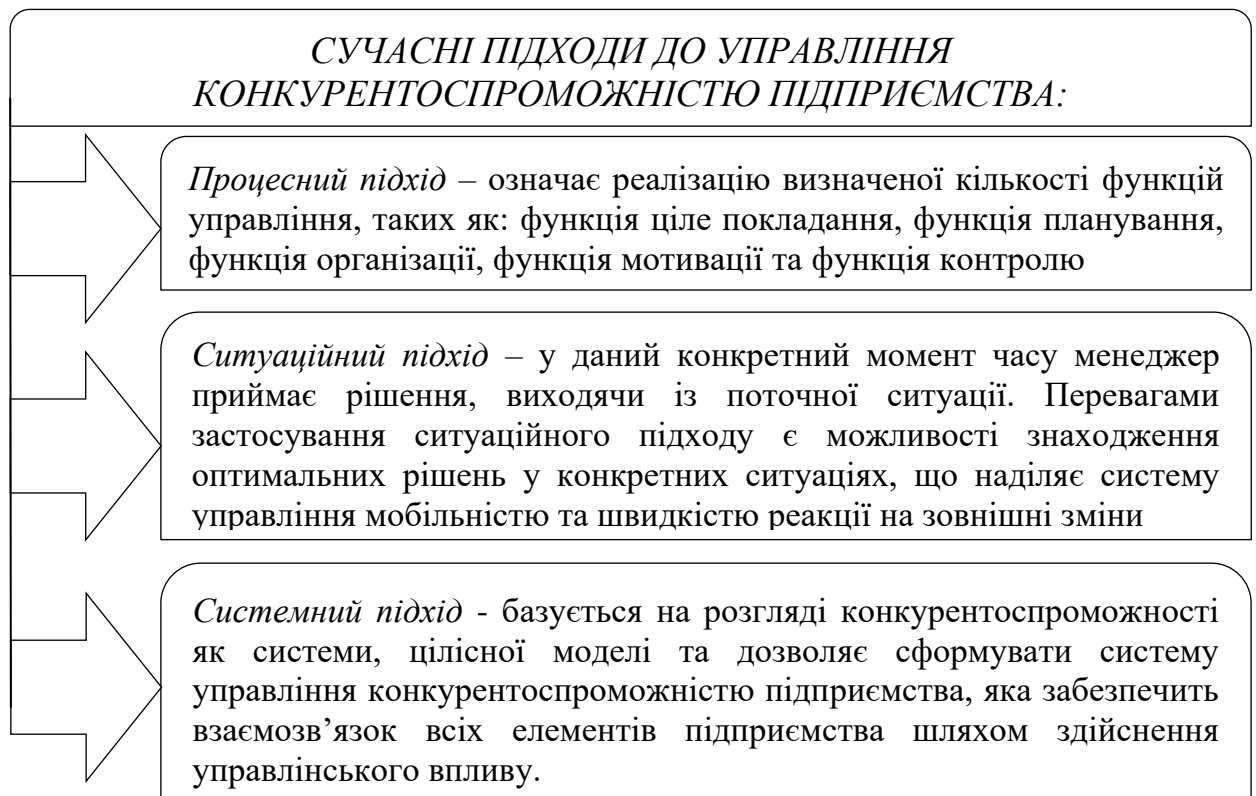 СУЧАСНІ ПІДХОДИ ДО УПРАВЛІННЯ
КОНКУРЕНТОСПРОМОЖНІСТЮ ПІДПРИЄМСТВА:
Процесний підхід – означає реалізацію визначеної кількості функцій
управління, таких як: функція ціле покладання, функція планування,
функція організації, функція мотивації та функція контролю
Ситуаційний підхід – у даний конкретний момент часу менеджер
приймає рішення, виходячи із поточної ситуації. Перевагами
застосування ситуаційного підходу є можливості знаходження
оптимальних рішень у конкретних ситуаціях, що наділяє систему
управління мобільністю та швидкістю реакції на зовнішні зміни
Системний підхід - базується на розгляді конкурентоспроможності
як системи, цілісної моделі та дозволяє сформувати систему
управління конкурентоспроможністю підприємства, яка забезпечить
взаємозв’язок всіх елементів підприємства шляхом здійснення
управлінського впливу.